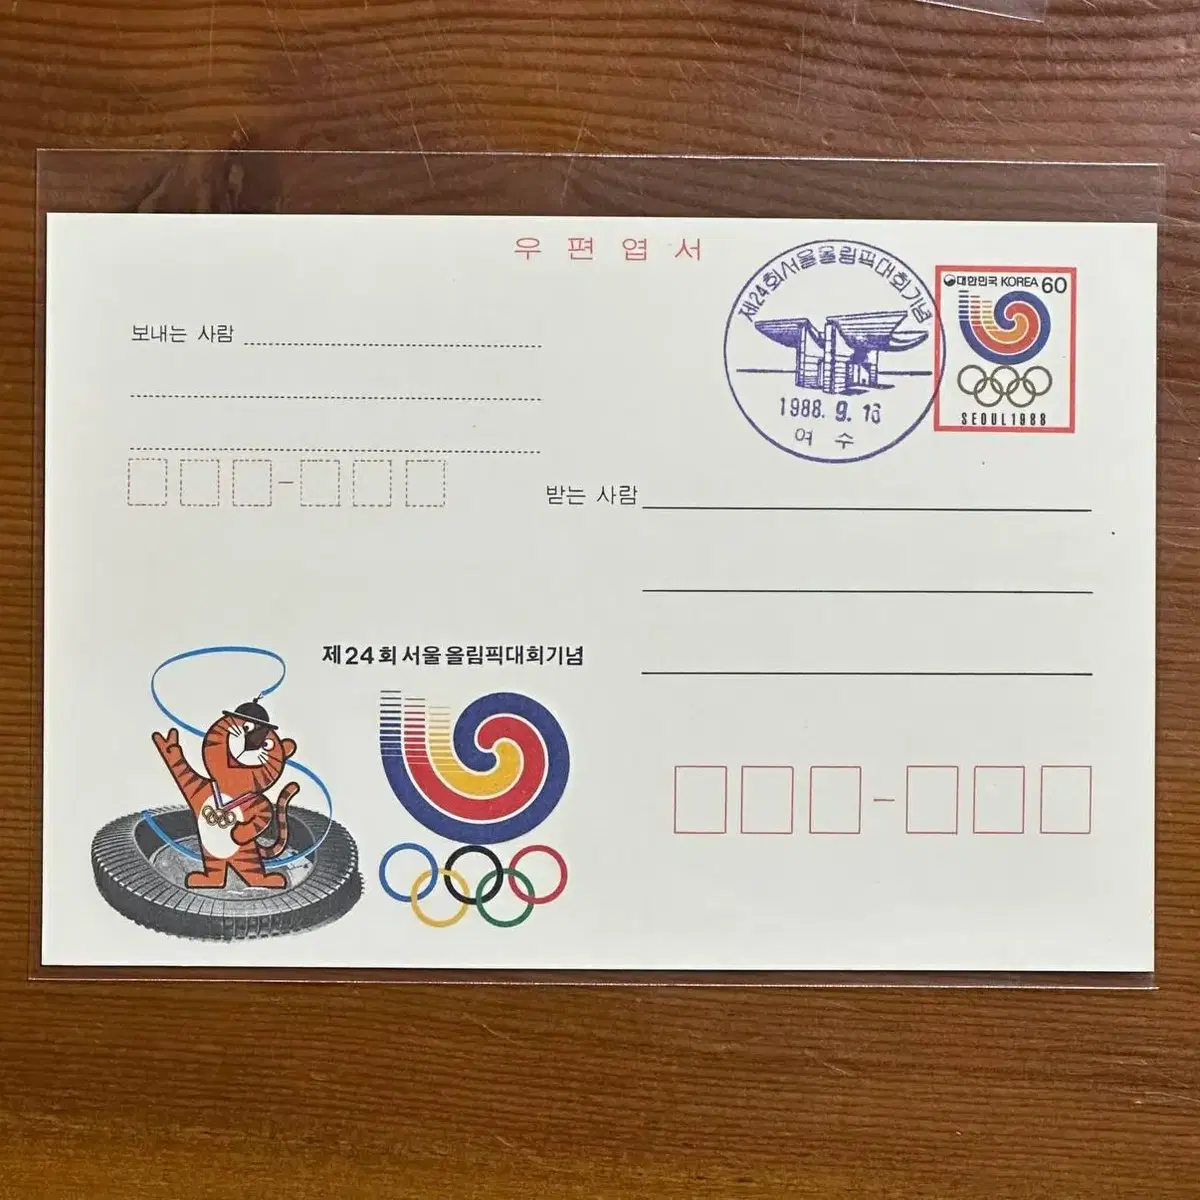 우편엽서
제24회서울올림픽대회기념
1988. 9. 16
여수
대한민국 KOREA 60
SEOUL 1988
보내는 사람
받는 사람
제24회 서울올림픽대회기념